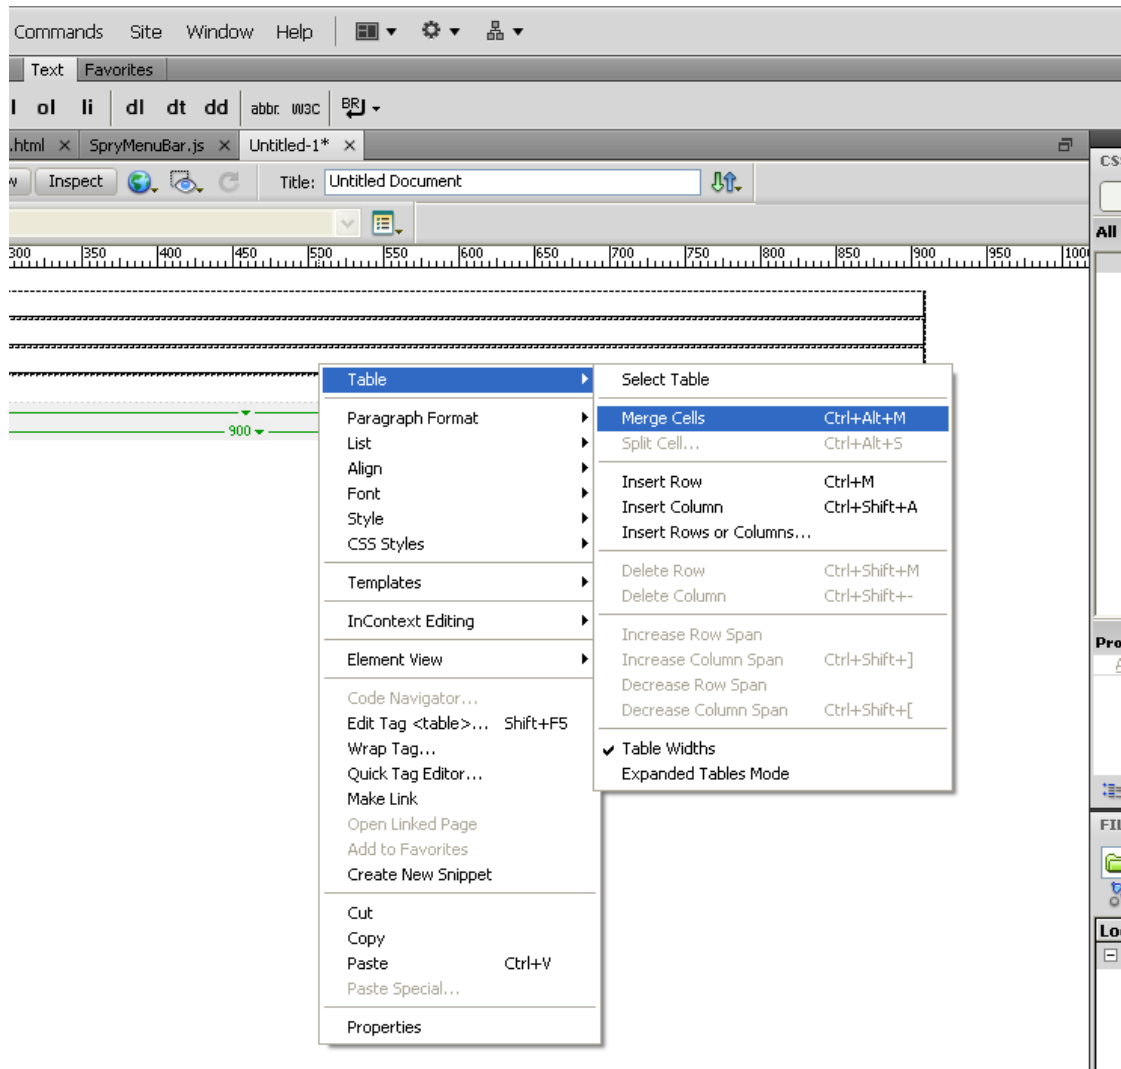 Commands Site Window Help
Text Favorites
ol li dl dt dd abbr. W3C BR
.html SpryMenuBar.js Untitled-1*
Inspect Title: Untitled Document
CSS
All
300 350 400 450 500 550 600 650 700 750 800 850 900 950 1000
900
Table
Paragraph Format
List
Align
Font
Style
CSS Styles
Templates
InContext Editing
Element View
Code Navigator...
Edit Tag <table>... Shift+F5
Wrap Tag...
Quick Tag Editor...
Make Link
Open Linked Page
Add to Favorites
Create New Snippet
Cut
Copy
Paste Ctrl+V
Paste Special...
Properties
Select Table
Merge Cells Ctrl+Alt+M
Split Cell... Ctrl+Alt+S
Insert Row Ctrl+M
Insert Column Ctrl+Shift+A
Insert Rows or Columns...
Delete Row Ctrl+Shift+M
Delete Column Ctrl+Shift+-
Increase Row Span
Increase Column Span Ctrl+Shift+]
Decrease Row Span
Decrease Column Span Ctrl+Shift+[
Table Widths
Expanded Tables Mode
Pro
FIL
Lo